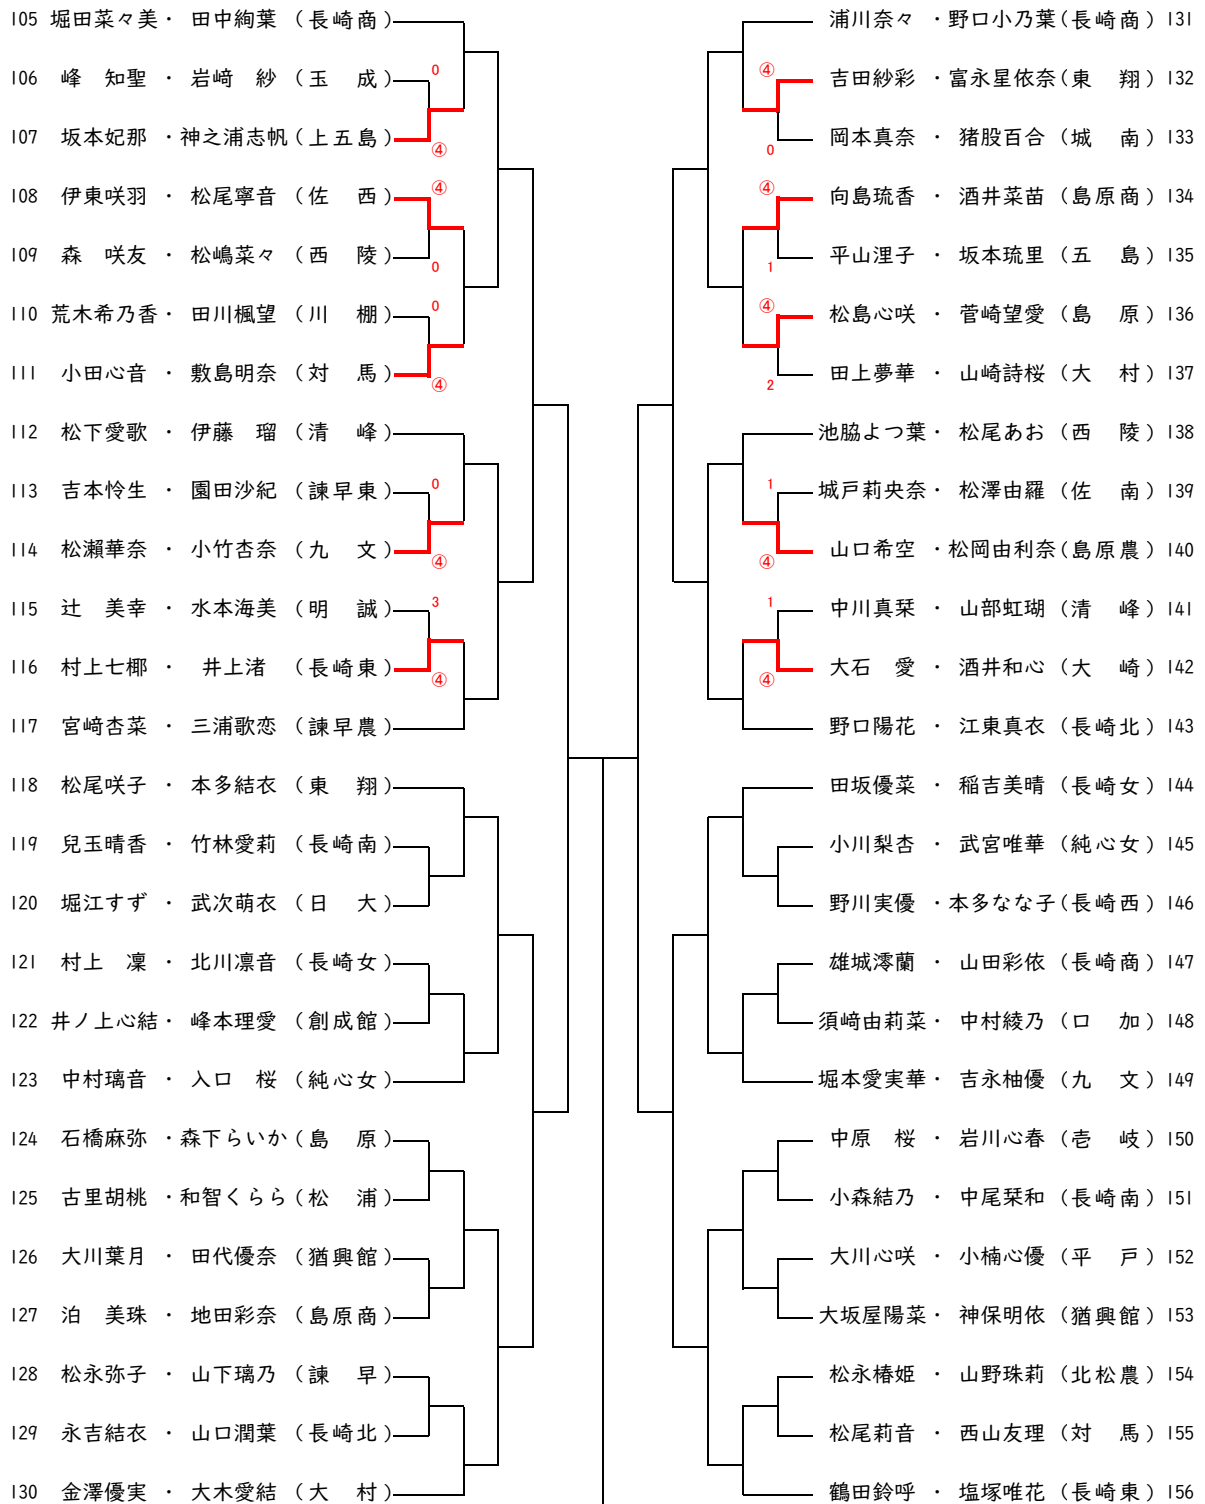 105 堀田菜々美・ 田中絢葉 (長崎商)
0
106 峰　知聖 ・ 岩﨑　紗 (玉　成)
107 坂本妃那 ・神之浦志帆(上五島)
④
④
108 伊東咲羽 ・ 松尾寧音 (佐　西)
109 森　咲友 ・ 松嶋菜々 (西　陵)
0
0
110 荒木希乃香・ 田川楓望 (川　棚)
111 小田心音 ・ 敷島明奈 (対　馬)
④
112 松下愛歌 ・ 伊藤　瑠 (清　峰)
0
113 吉本怜生 ・ 園田沙紀 (諫早東)
114 松瀨華奈 ・ 小竹杏奈 (九　文)
④
3
115 辻　美幸 ・ 水本海美 (明　誠)
116 村上七椰 ・ 井上渚 (長崎東)
④
117 宮﨑杏菜 ・ 三浦歌恋 (諫早農)
118 松尾咲子 ・ 本多結衣 (東　翔)
119 兒玉晴香 ・ 竹林愛莉 (長崎南)
120 堀江すず ・ 武次萌衣 (日　大)
121 村上　凜 ・ 北川凛音 (長崎女)
122 井ノ上心結・ 峰本理愛 (創成館)
123 中村璃音 ・ 入口　桜 (純心女)
124 石橋麻弥 ・森下らいか(島　原)
125 古里胡桃 ・和智くらら(松　浦)
126 大川葉月 ・ 田代優奈 (猶興館)
127 泊　美珠 ・ 地田彩奈 (島原商)
128 松永弥子 ・ 山下璃乃 (諫　早)
129 永吉結衣 ・ 山口潤葉 (長崎北)
130 金澤優実 ・ 大木愛結 (大　村)
浦川奈々 ・野口小乃葉(長崎商) 131
④
吉田紗彩 ・富永星依奈(東　翔) 132
岡本真奈 ・ 猪股百合 (城　南) 133
0
④
向島琉香 ・ 酒井菜苗 (島原商) 134
平山浬子 ・ 坂本琉里 (五　島) 135
1
④
松島心咲 ・ 菅崎望愛 (島　原) 136
田上夢華 ・ 山崎詩桜 (大　村) 137
2
池脇よつ葉・ 松尾あお (西　陵) 138
1
城戸莉央奈・ 松澤由羅 (佐　南) 139
山口希空 ・松岡由利奈(島原農) 140
④
1
中川真栞 ・ 山部虹瑚 (清　峰) 141
大石　愛 ・ 酒井和心 (大　崎) 142
④
野口陽花 ・ 江東真衣 (長崎北) 143
田坂優菜 ・ 稲吉美晴 (長崎女) 144
小川梨杏 ・ 武宮唯華 (純心女) 145
野川実優 ・本多なな子(長崎西) 146
雄城澪蘭 ・ 山田彩依 (長崎商) 147
須﨑由莉菜・ 中村綾乃 (口　加) 148
堀本愛実華・ 吉永柚優 (九　文) 149
中原　桜 ・ 岩川心春 (壱　岐) 150
小森結乃 ・ 中尾栞和 (長崎南) 151
大川心咲 ・ 小楠心優 (平　戸) 152
大坂屋陽菜・ 神保明依 (猶興館) 153
松永椿姫 ・ 山野珠莉 (北松農) 154
松尾莉音 ・ 西山友理 (対　馬) 155
鶴田鈴呼 ・ 塩塚唯花 (長崎東) 156